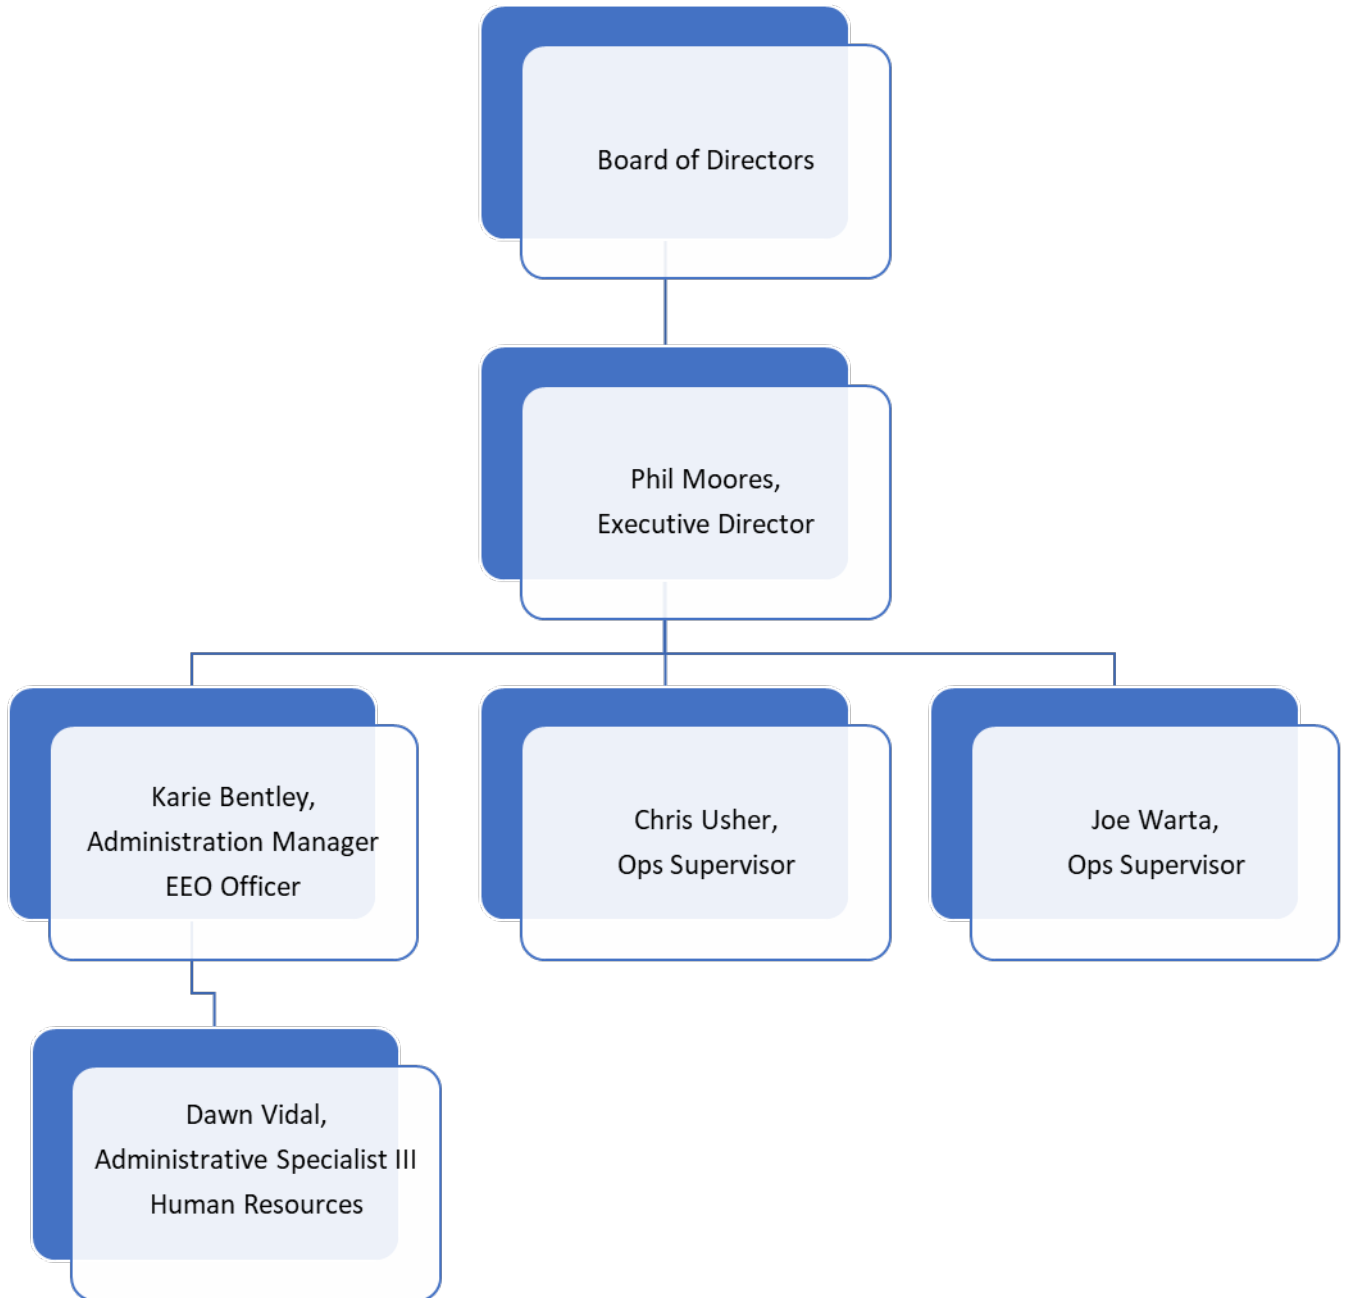 Board of Directors
Phil Moores,
Executive Director
Karie Bentley,
Administration Manager
EEO Officer
Chris Usher,
Ops Supervisor
Joe Warta,
Ops Supervisor
Dawn Vidal,
Administrative Specialist III
Human Resources